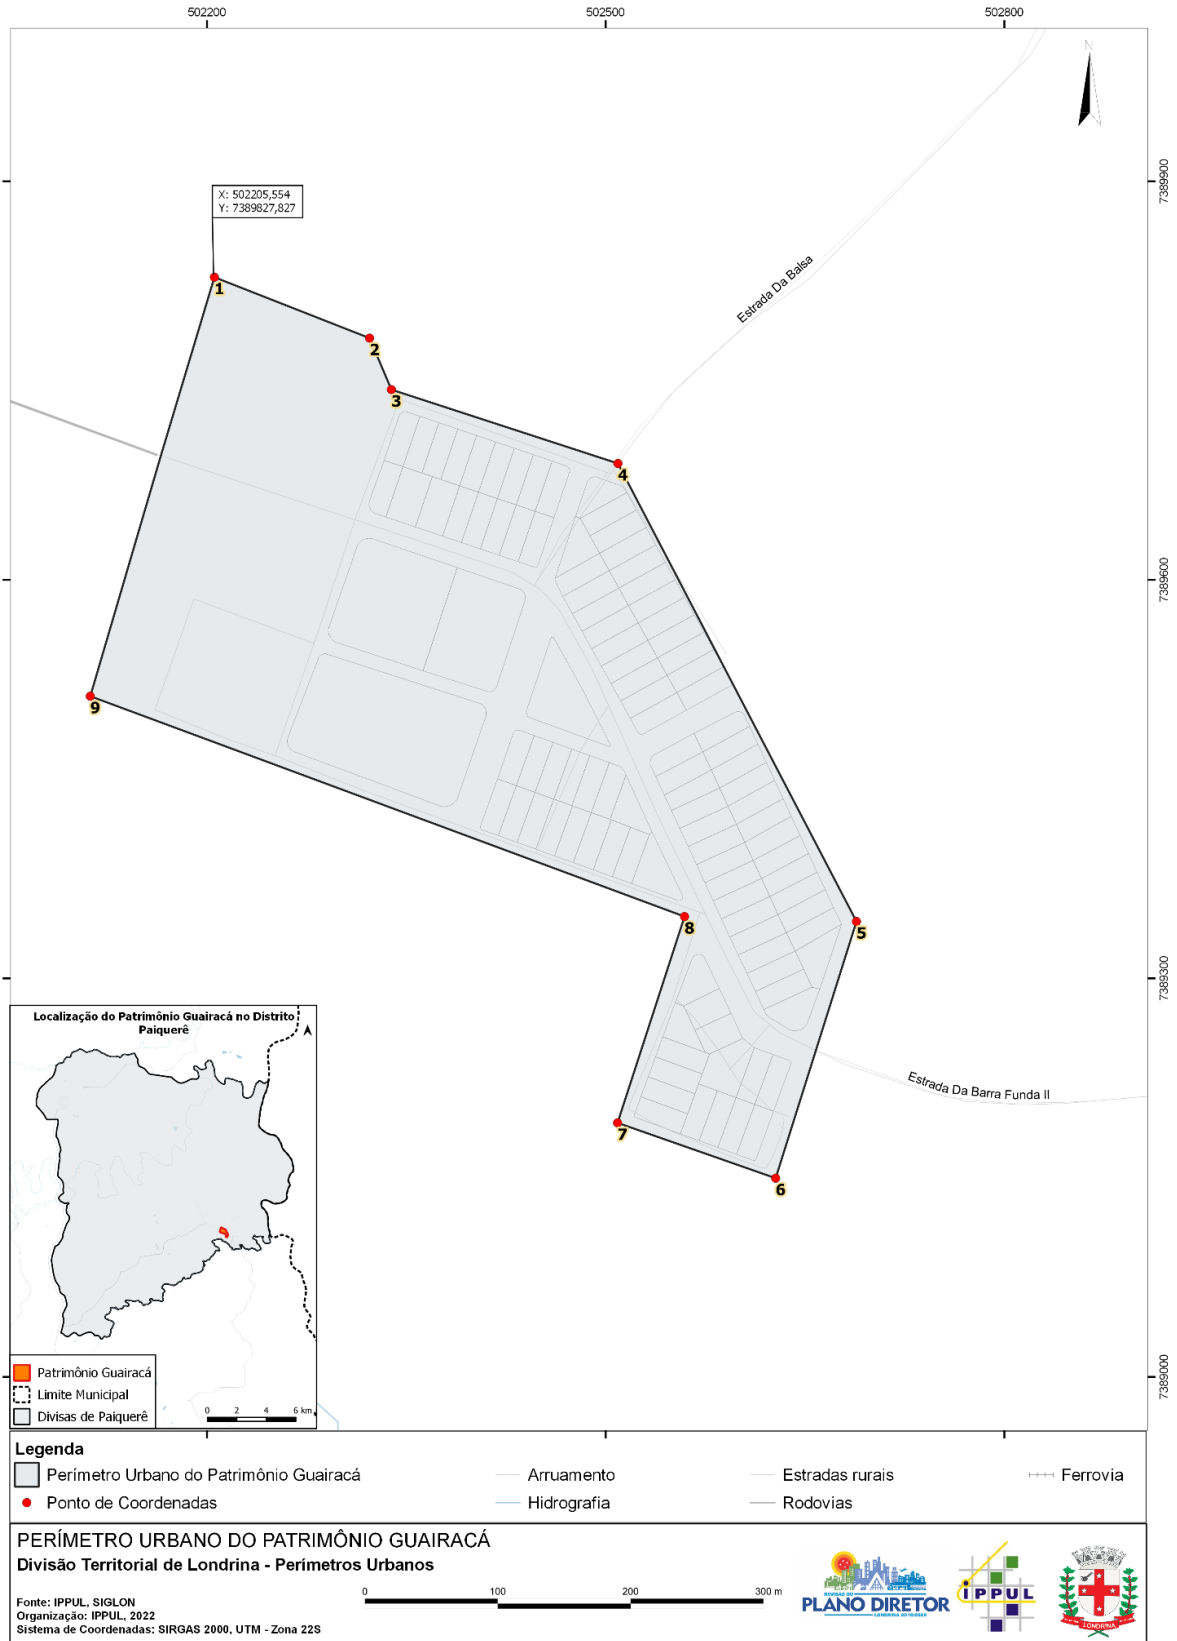 502200
502500
502800
N
7389900
X: 502205,554
Y: 7389827,827
Estrada Da Balsa
1
2
3
4
7389600
9
8
5
7389300
Localização do Patrimônio Guairacá no Distrito
Paiquerê
Estrada Da Barra Funda II
7
6
7389000
Patrimônio Guairacá
Limite Municipal
Divisas de Paiquerê
0 2 4 6 km
Legenda
Perímetro Urbano do Patrimônio Guairacá
Arruamento
Estradas rurais
Ferrovia
Ponto de Coordenadas
Hidrografia
Rodovias
PERÍMETRO URBANO DO PATRIMÔNIO GUAIRACÁ
Divisão Territorial de Londrina - Perímetros Urbanos
0 100 200 300 m
Fonte: IPPUL, SIGLON
Organização: IPPUL, 2022
Sistema de Coordenadas: SIRGAS 2000, UTM - Zona 22S
REVISÃO DO
PLANO DIRETOR
IPPUL
LONDRINA